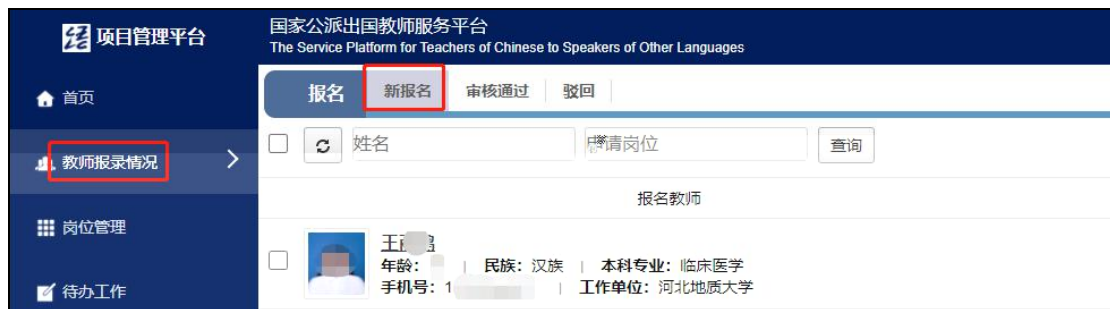 项目管理平台
国家公派出国教师服务平台
The Service Platform for Teachers of Chinese to Speakers of Other Languages
首页
教师报录情况
岗位管理
待办工作
报名 新报名 审核通过 驳回
姓名 申请岗位 查询
报名教师
王
年龄： | 民族：汉族 | 本科专业：临床医学
手机号：1 | 工作单位：河北地质大学